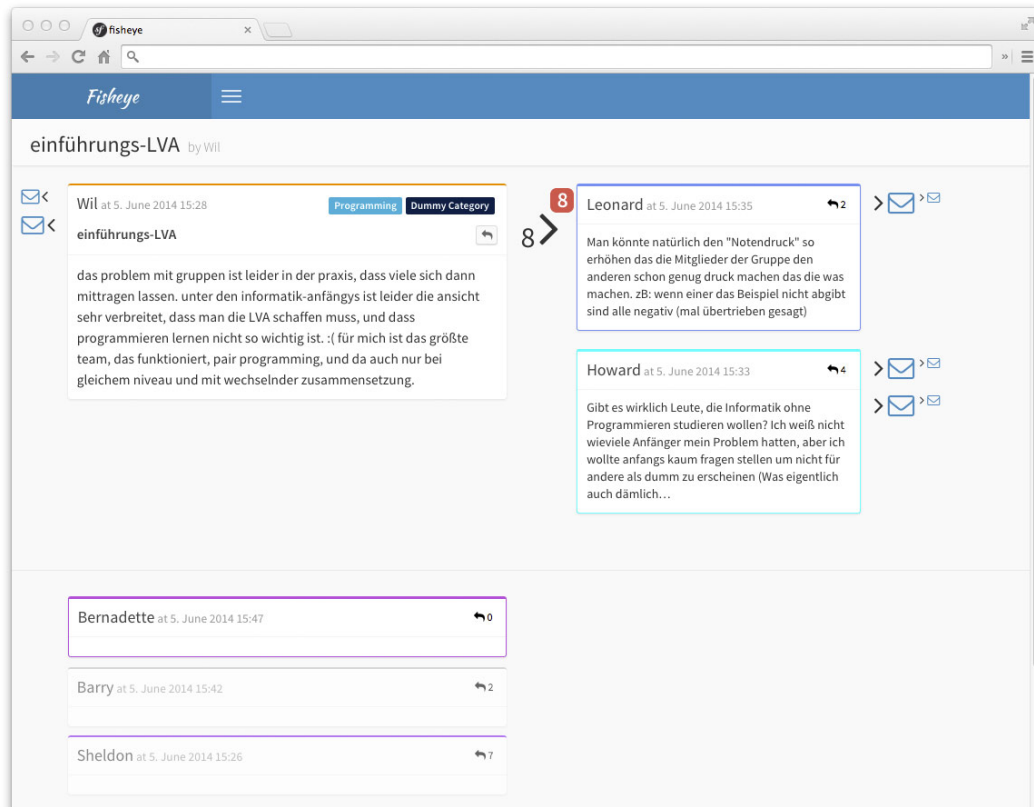 fisheye
Fisheye
einführungs-LVA by Wil
Wil at 5. June 2014 15:28
Programming Dummy Category
einführungs-LVA
das problem mit gruppen ist leider in der praxis, dass viele sich dann
mittragen lassen. unter den informatik-anfängys ist leider die ansicht
sehr verbreitet, dass man die LVA schaffen muss, und dass
programmieren lernen nicht so wichtig ist. :( für mich ist das größte
team, das funktioniert, pair programming, und da auch nur bei
gleichem niveau und mit wechselnder zusammensetzung.
8
8
Leonard at 5. June 2014 15:35 2
Man könnte natürlich den "Notendruck" so
erhöhen das die Mitglieder der Gruppe den
anderen schon genug druck machen das die was
machen. zB: wenn einer das Beispiel nicht abgibt
sind alle negativ (mal übertrieben gesagt)
Howard at 5. June 2014 15:33 4
Gibt es wirklich Leute, die Informatik ohne
Programmieren studieren wollen? Ich weiß nicht
wieviele Anfänger mein Problem hatten, aber ich
wollte anfangs kaum fragen stellen um nicht für
andere als dumm zu erscheinen (Was eigentlich
auch dämlich…
Bernadette at 5. June 2014 15:47 0
Barry at 5. June 2014 15:42 2
Sheldon at 5. June 2014 15:26 7